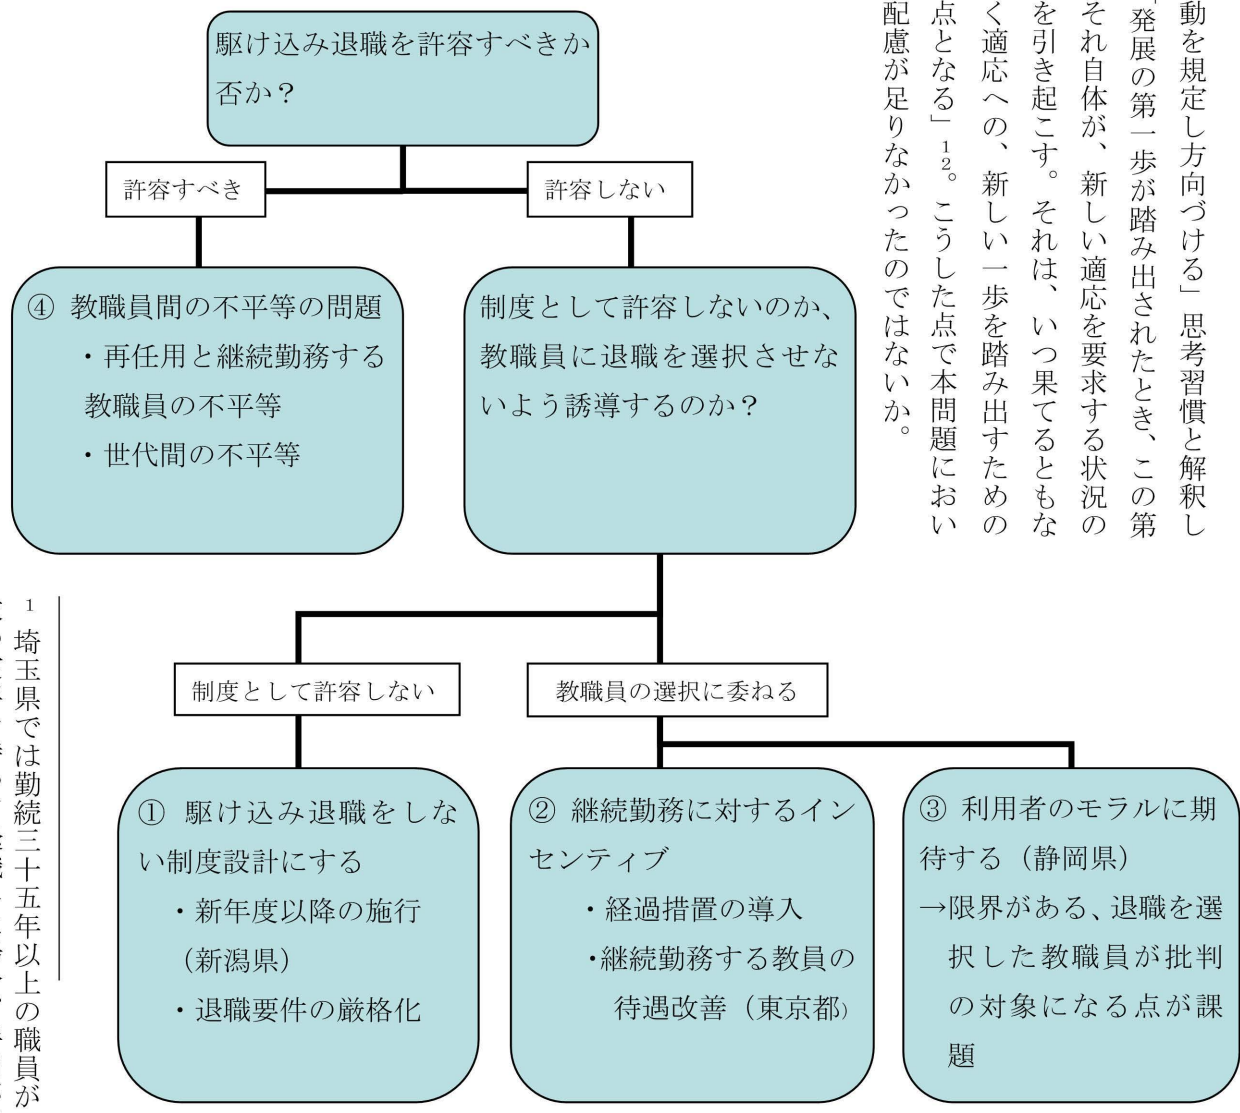 動を規定し方向づける」思考習慣と解釈し
「発展の第一歩が踏み出されたとき、この第
それ自体が、新しい適応を要求する状況の
を引き起こす。それは、いつ果てるともな
く適応への、新しい一歩を踏み出すための
点となる」12。こうした点で本問題におい
配慮が足りなかったのではないか。
駆け込み退職を許容すべきか
否か？
許容すべき
許容しない
④ 教職員間の不平等の問題
・再任用と継続勤務する
教職員の不平等
・世代間の不平等
制度として許容しないのか、
教職員に退職を選択させな
いよう誘導するのか？
制度として許容しない
教職員の選択に委ねる
① 駆け込み退職をしな
い制度設計にする
・新年度以降の施行
（新潟県）
・退職要件の厳格化
② 継続勤務に対するイン
センティブ
・経過措置の導入
・継続勤務する教員の
待遇改善（東京都）
③ 利用者のモラルに期
待する（静岡県）
→限界がある、退職を選
択した教職員が批判
の対象になる点が課
題
1 埼玉県では勤続三十五年以上の職員が